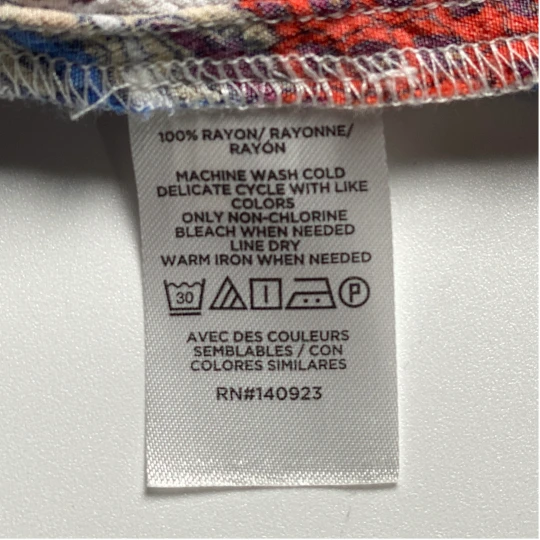 100% RAYON/ RAYONNE/
RAYÓN
MACHINE WASH COLD
DELICATE CYCLE WITH LIKE
COLORS
ONLY NON-CHLORINE
BLEACH WHEN NEEDED
LINE DRY
WARM IRON WHEN NEEDED
30 P
AVEC DES COULEURS
SEMBLABLES / CON
COLORES SIMILARES
RN#140923